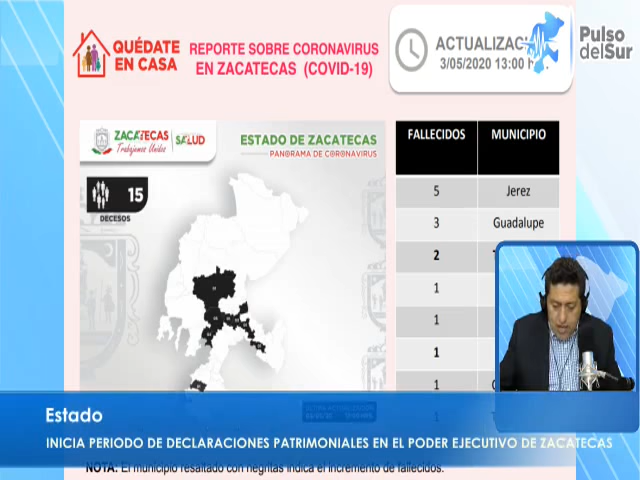 QUÉDATE
EN CASA
REPORTE SOBRE CORONAVIRUS
EN ZACATECAS (COVID-19)
3/05/2020 13:00
Pulso
delSur
ZACATECAS
Trabajemos Unidos
SALUD
ESTADO DE ZACATECAS
PANORAMA DE CORONAVIRUS
15
DECESOS
FALLECIDOS MUNICIPIO
5 Jerez
3 Guadalupe
2
1
1
1
1
1
Estado
INICIA PERIODO DE DECLARACIONES PATRIMONIALES EN EL PODER EJECUTIVO DE ZACATECAS
NOTA: El municipio resaltado con negritas indica el incremento de fallecidos.